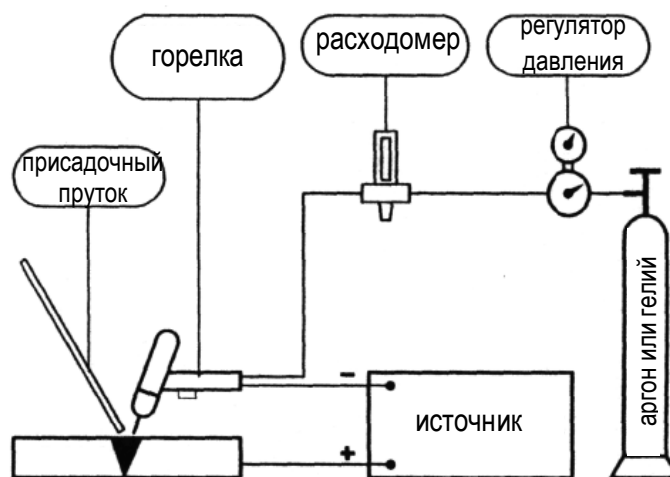 горелка
расходомер
регулятор
давления
присадочный
пруток
−
+
источник
аргон или гелий